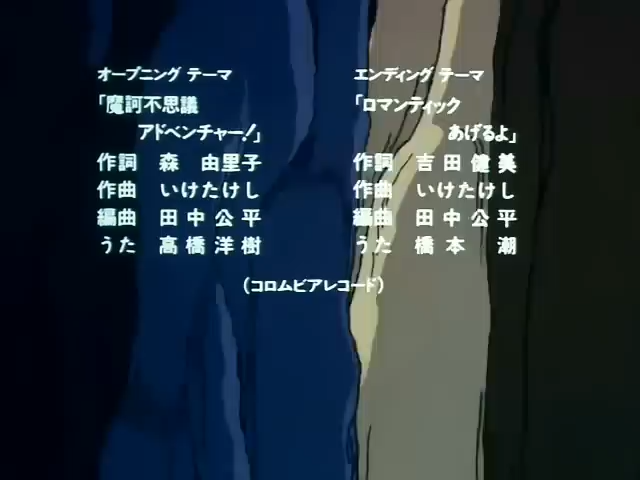 オープニング テーマ
「魔訶不思議
アドベンチャー!」
作詞 森 由里子
作曲 いけたけし
編曲 田中公平
うた 高橋洋樹
エンディング テーマ
「ロマンティック
あげるよ」
作詞 吉田健美
作曲 いけたけし
編曲 田中公平
うた 橋本 潮
(コロムビアレコード)